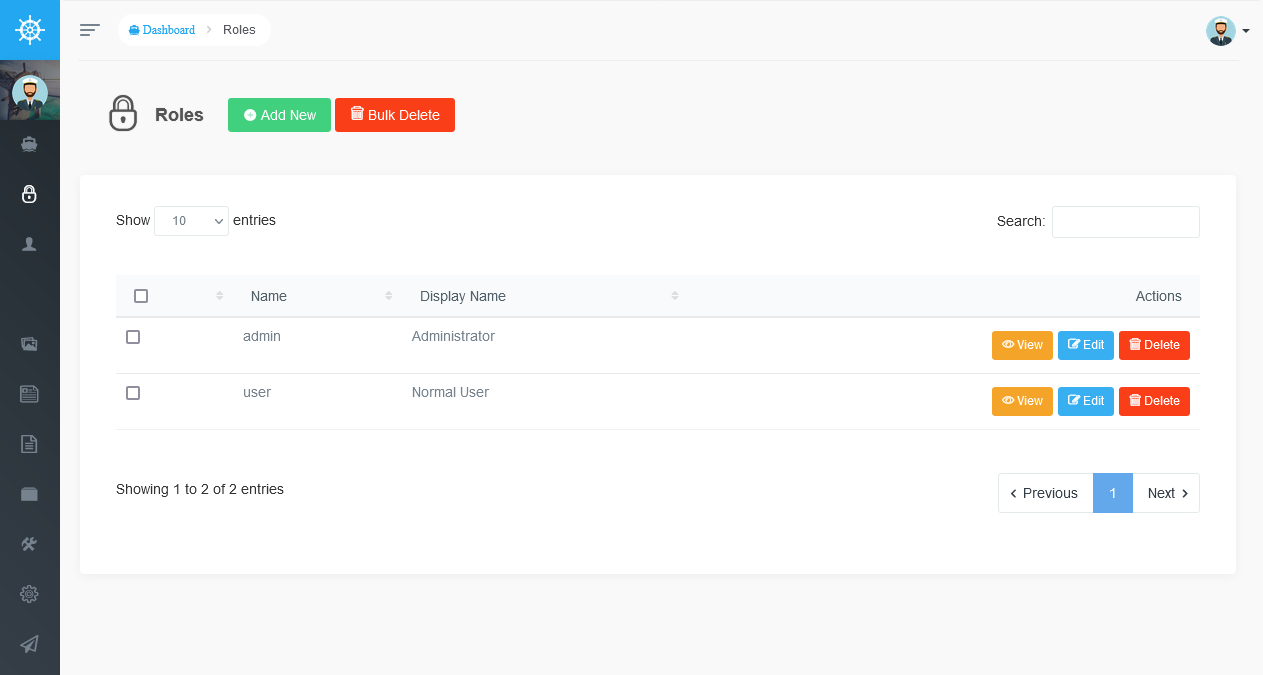 Dashboard > Roles
Roles Add New Bulk Delete
Show 10 entries Search:
Name Display Name Actions
admin Administrator View Edit Delete
user Normal User View Edit Delete
Showing 1 to 2 of 2 entries Previous 1 Next